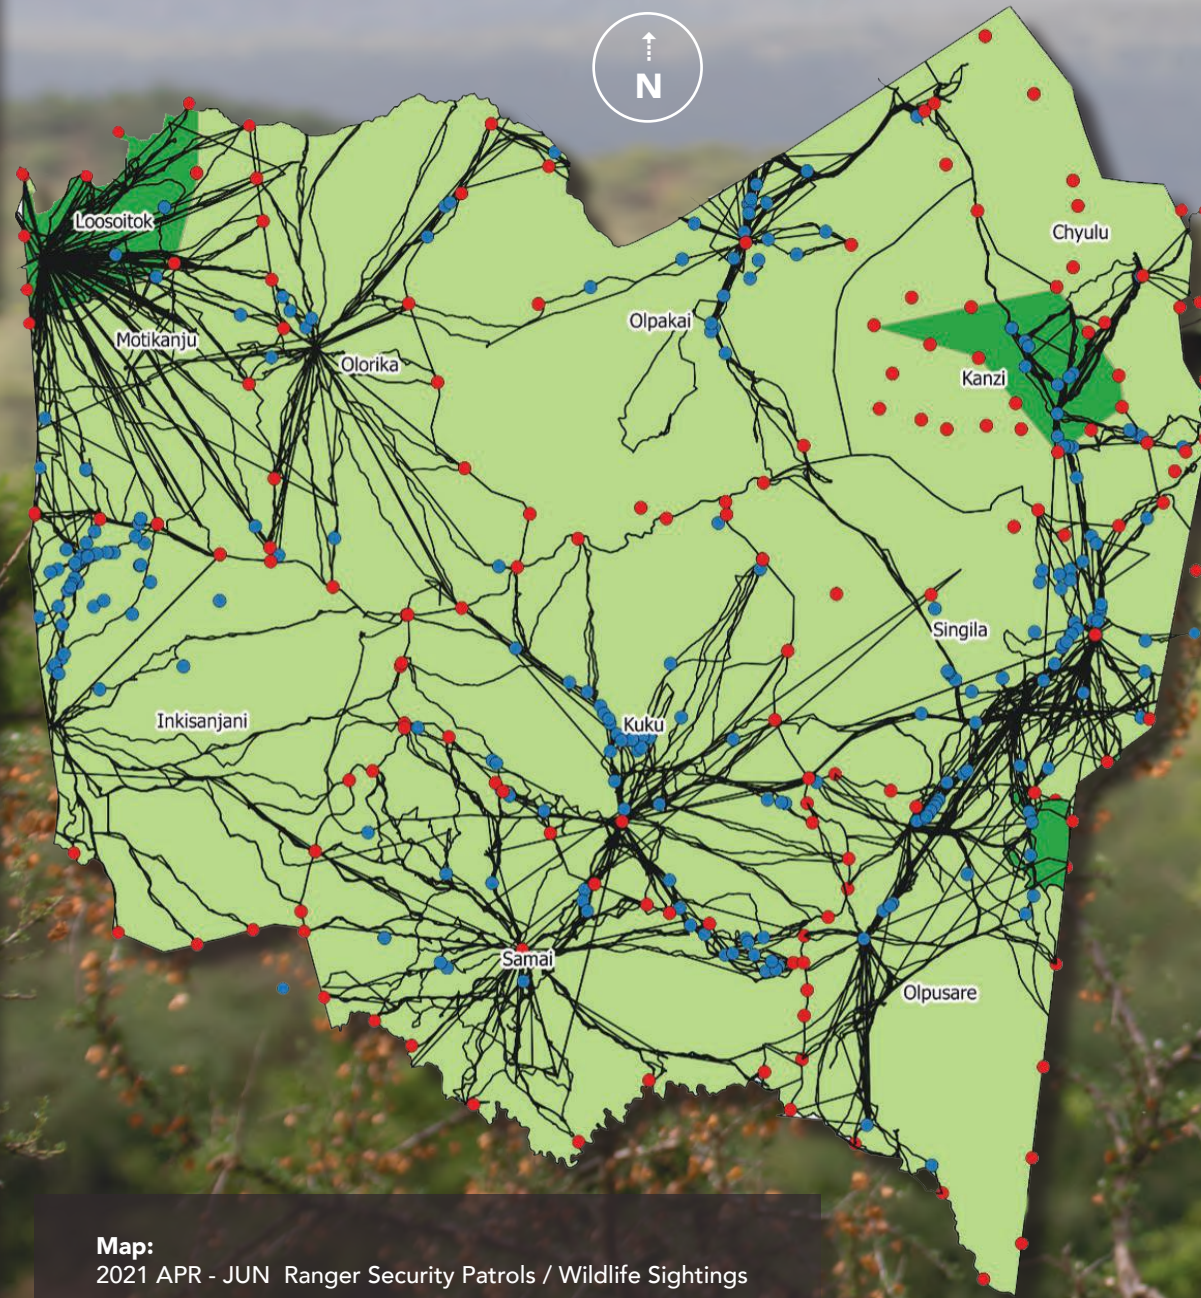 N
Loosoitok
Chyulu
Olpakai
Motikanju
Olorika
Kanzi
Singila
Inkisanjani
Kuku
Samai
Olpusare
Map:
2021 APR - JUN Ranger Security Patrols / Wildlife Sightings